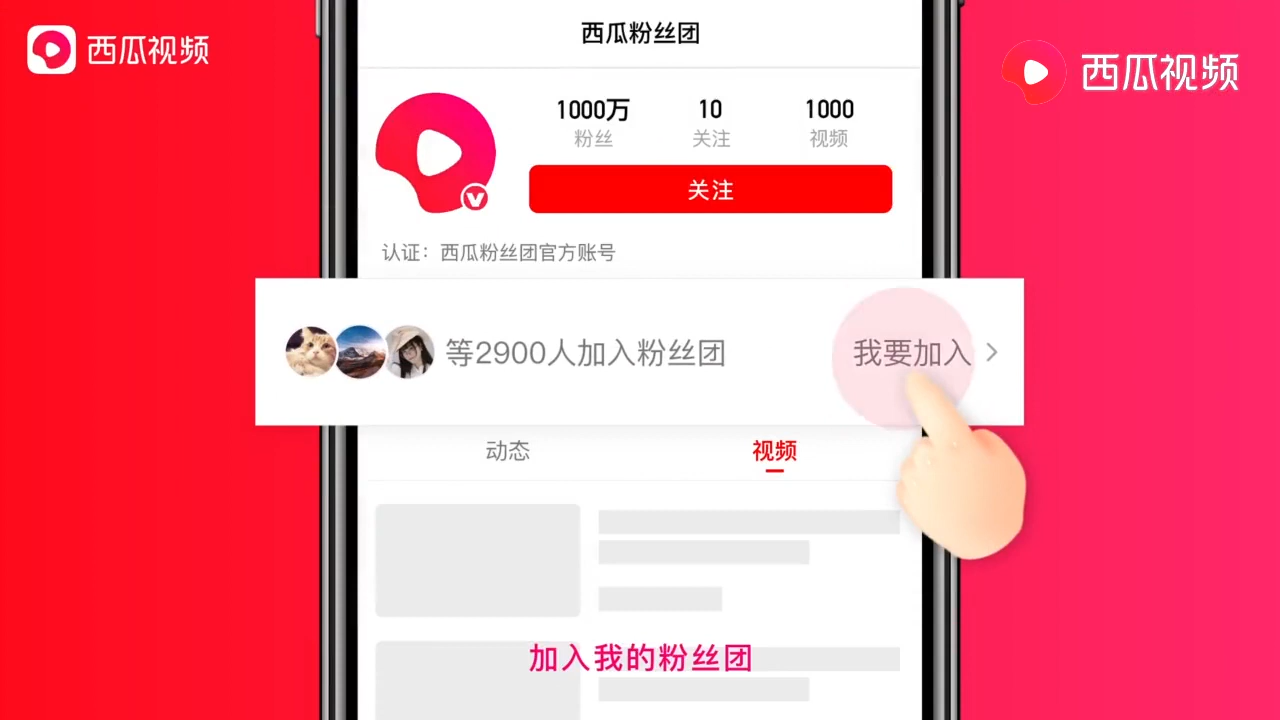 西瓜视频
西瓜视频
西瓜粉丝团
1000万 10 1000
粉丝 关注 视频
关注
认证：西瓜粉丝团官方账号
等2900人加入粉丝团 我要加入
动态 视频
加入我的粉丝团